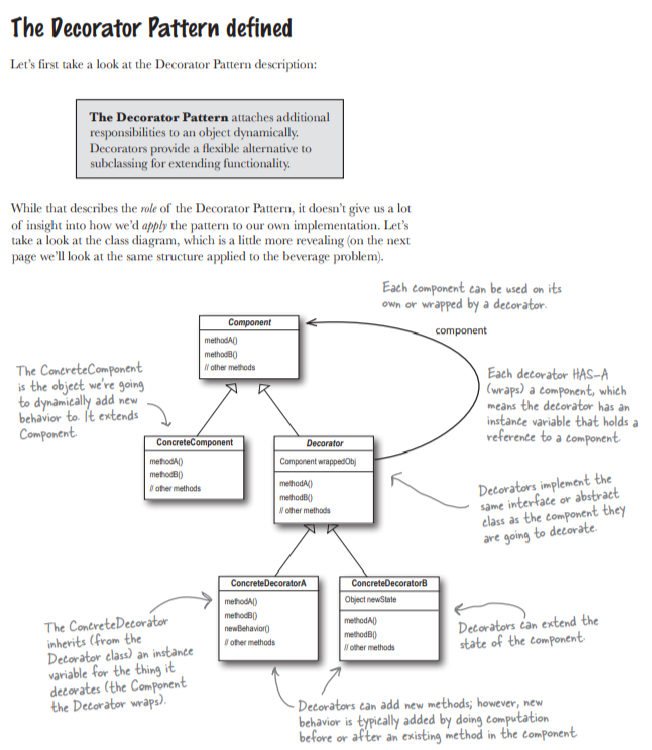 The Decorator Pattern defined
Let's first take a look at the Decorator Pattern description:
The Decorator Pattern attaches additional
responsibilities to an object dynamically.
Decorators provide a flexible alternative to
subclassing for extending functionality.
While that describes the role of the Decorator Pattern, it doesn't give us a lot
of insight into how we'd apply the pattern to our own implementation. Let's
take a look at the class diagram, which is a little more revealing (on the next
page we'll look at the same structure applied to the beverage problem).
Each component can be used on its
own or wrapped by a decorator.
Component
methodA()
methodB()
// other methods
component
The ConcreteComponent
is the object we're going
to dynamically add new
behavior to. It extends
Component.
Each decorator HAS-A
(wraps) a component, which
means the decorator has an
instance variable that holds a
reference to a component.
ConcreteComponent
methodA()
methodB()
// other methods
Decorator
Component wrappedObj
methodA()
methodB()
// other methods
Decorators implement the
same interface or abstract
class as the component they
are going to decorate.
ConcreteDecoratorA
methodA()
methodB()
newBehavior()
// other methods
ConcreteDecoratorB
Object newState
methodA()
methodB()
// other methods
The ConcreteDecorator
inherits (from the
Decorator class) an instance
variable for the thing it
decorates (the Component
the Decorator wraps).
Decorators can extend the
state of the component.
Decorators can add new methods; however, new
behavior is typically added by doing computation
before or after an existing method in the component.